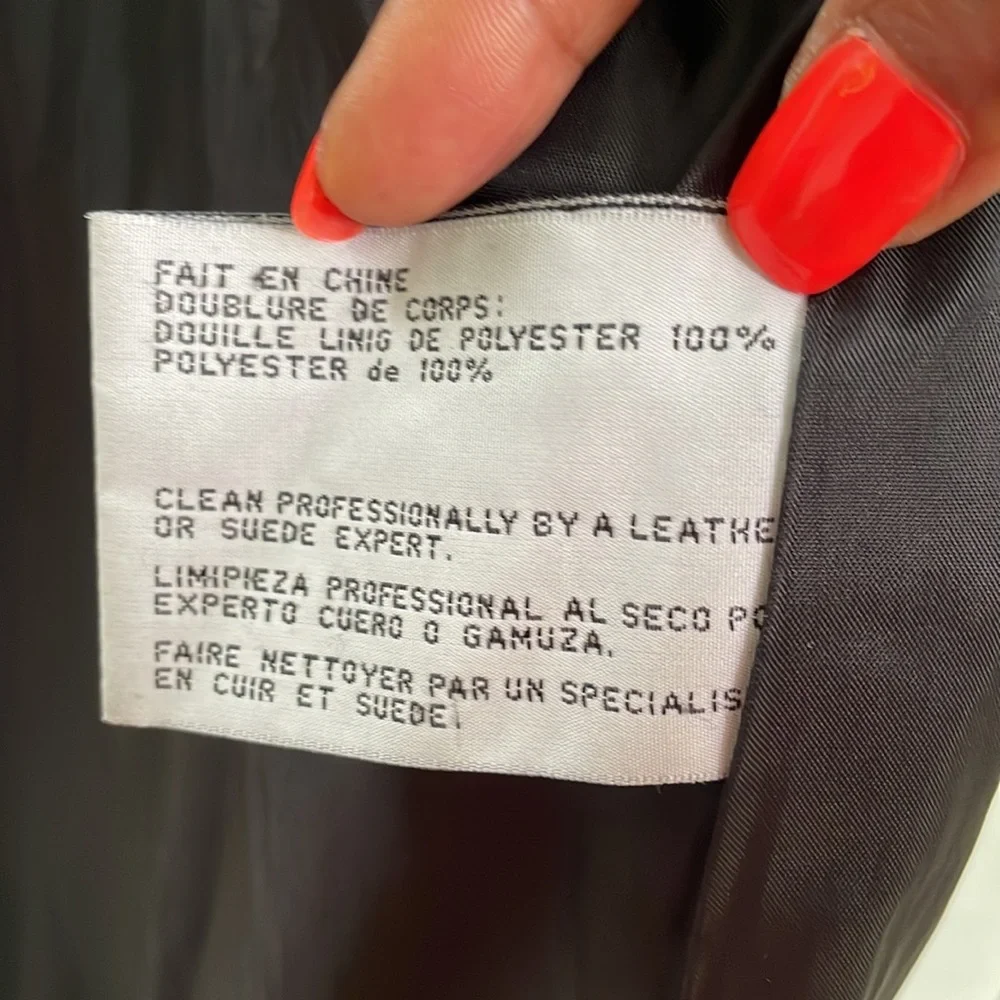 FAIT EN CHINE
DOUBLURE DE CORPS:
DOUILLE LINIG DE POLYESTER 100%
POLYESTER de 100%
CLEAN PROFESSIONALLY BY A LEATHE
OR SUEDE EXPERT.
LIMIPIEZA PROFESSIONAL AL SECO PO
EXPERTO CUERO O GAMUZA.
FAIRE NETTOYER PAR UN SPECIALIS
EN CUIR ET SUEDE.